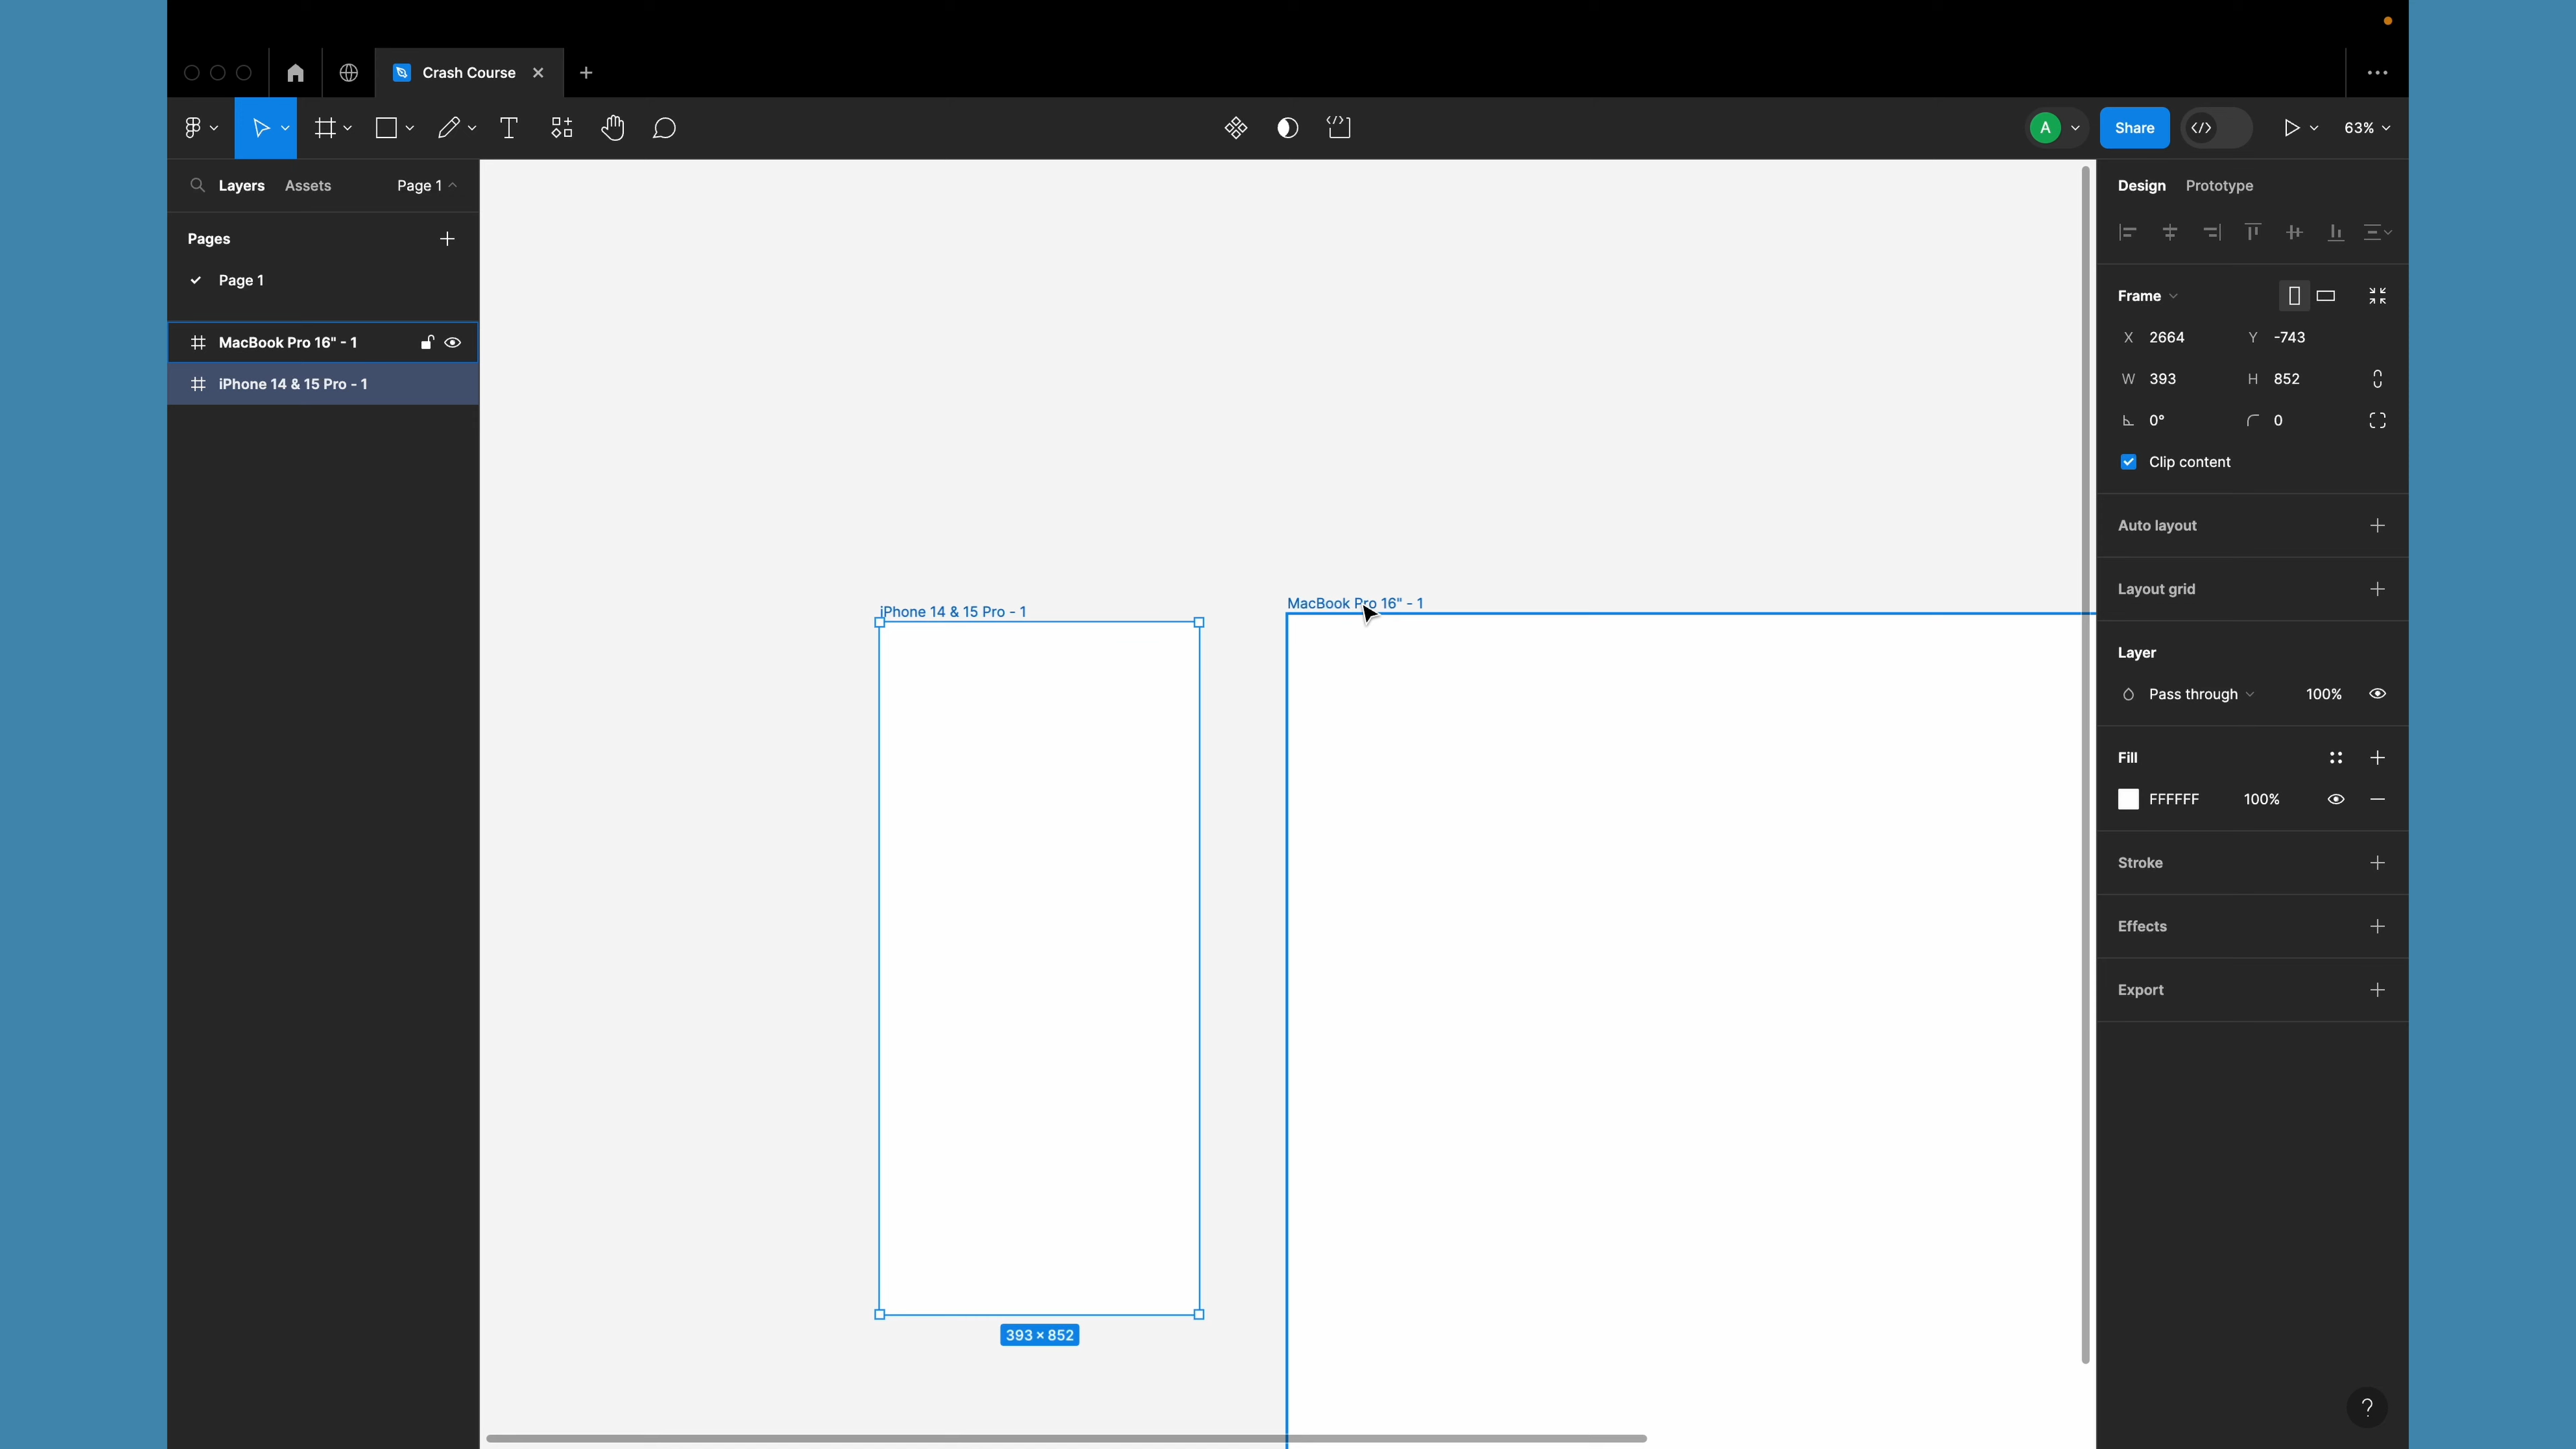 Crash Course
A
Share
63%
Layers Assets Page 1
Pages
Page 1
MacBook Pro 16" - 1
iPhone 14 & 15 Pro - 1
iPhone 14 & 15 Pro - 1
MacBook Pro 16" - 1
393 × 852
Design Prototype
Frame
X 2664 Y -743
W 393 H 852
0° 0
Clip content
Auto layout
Layout grid
Layer
Pass through 100%
Fill
FFFFFF 100%
Stroke
Effects
Export
?